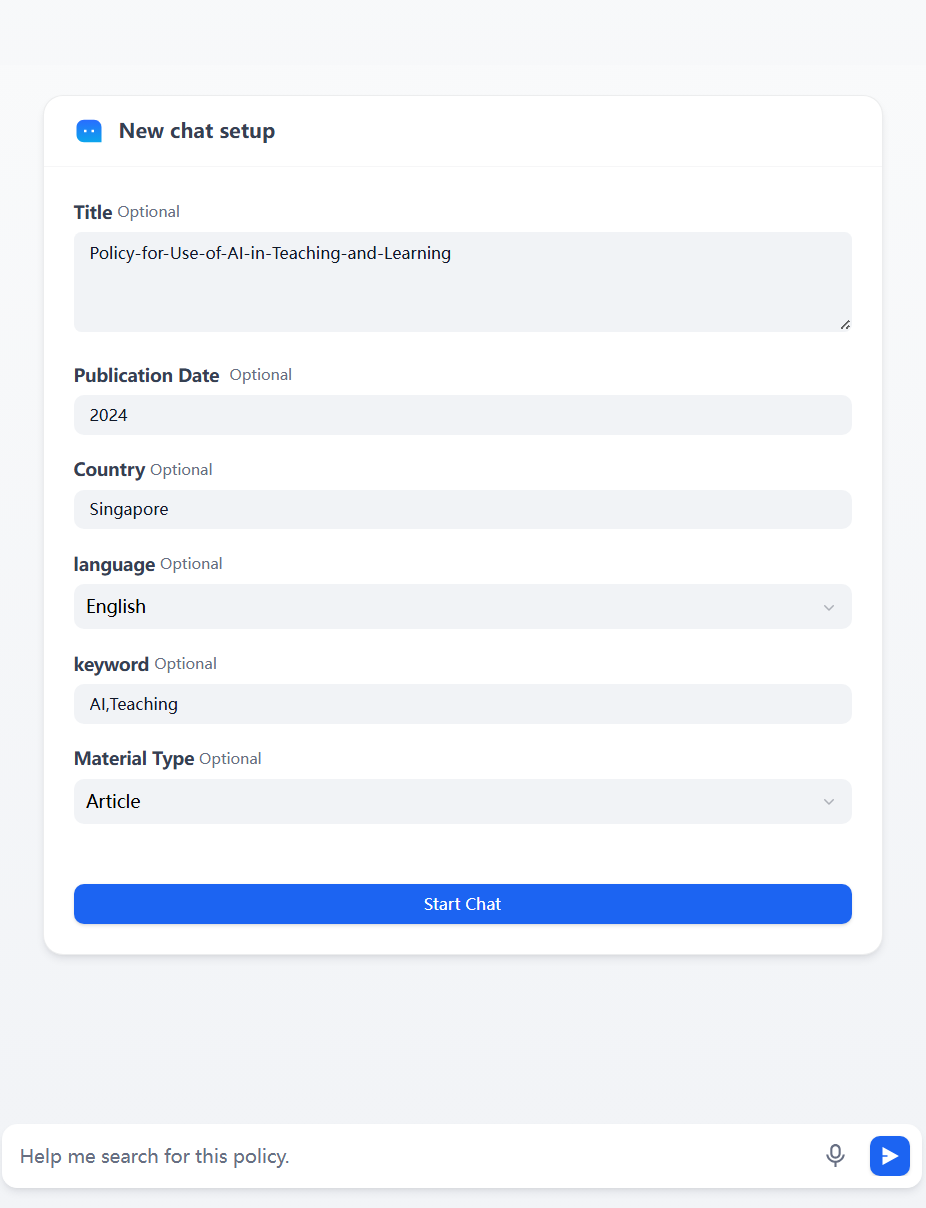 New chat setup
Title Optional
Policy-for-Use-of-AI-in-Teaching-and-Learning
Publication Date Optional
2024
Country Optional
Singapore
language Optional
English
keyword Optional
AI,Teaching
Material Type Optional
Article
Start Chat
Help me search for this policy.